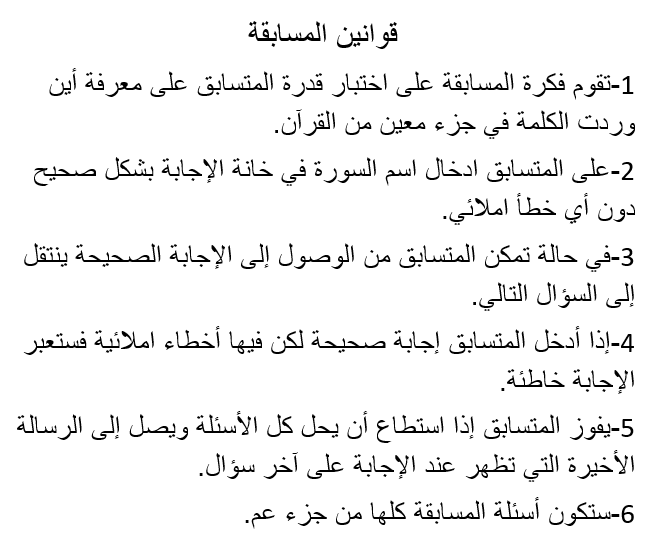 قوانين المسابقة
1-تقوم فكرة المسابقة على اختبار قدرة المتسابق على معرفة أين
وردت الكلمة في جزء معين من القرآن.
2-على المتسابق ادخال اسم السورة في خانة الإجابة بشكل صحيح
دون أي خطأ املائي.
3-في حالة تمكن المتسابق من الوصول إلى الإجابة الصحيحة ينتقل
إلى السؤال التالي.
4-إذا أدخل المتسابق إجابة صحيحة لكن فيها أخطاء املائية فستعبر
الإجابة خاطئة.
5-يفوز المتسابق إذا استطاع أن يحل كل الأسئلة ويصل إلى الرسالة
الأخيرة التي تظهر عند الإجابة على آخر سؤال.
6-ستكون أسئلة المسابقة كلها من جزء عم.